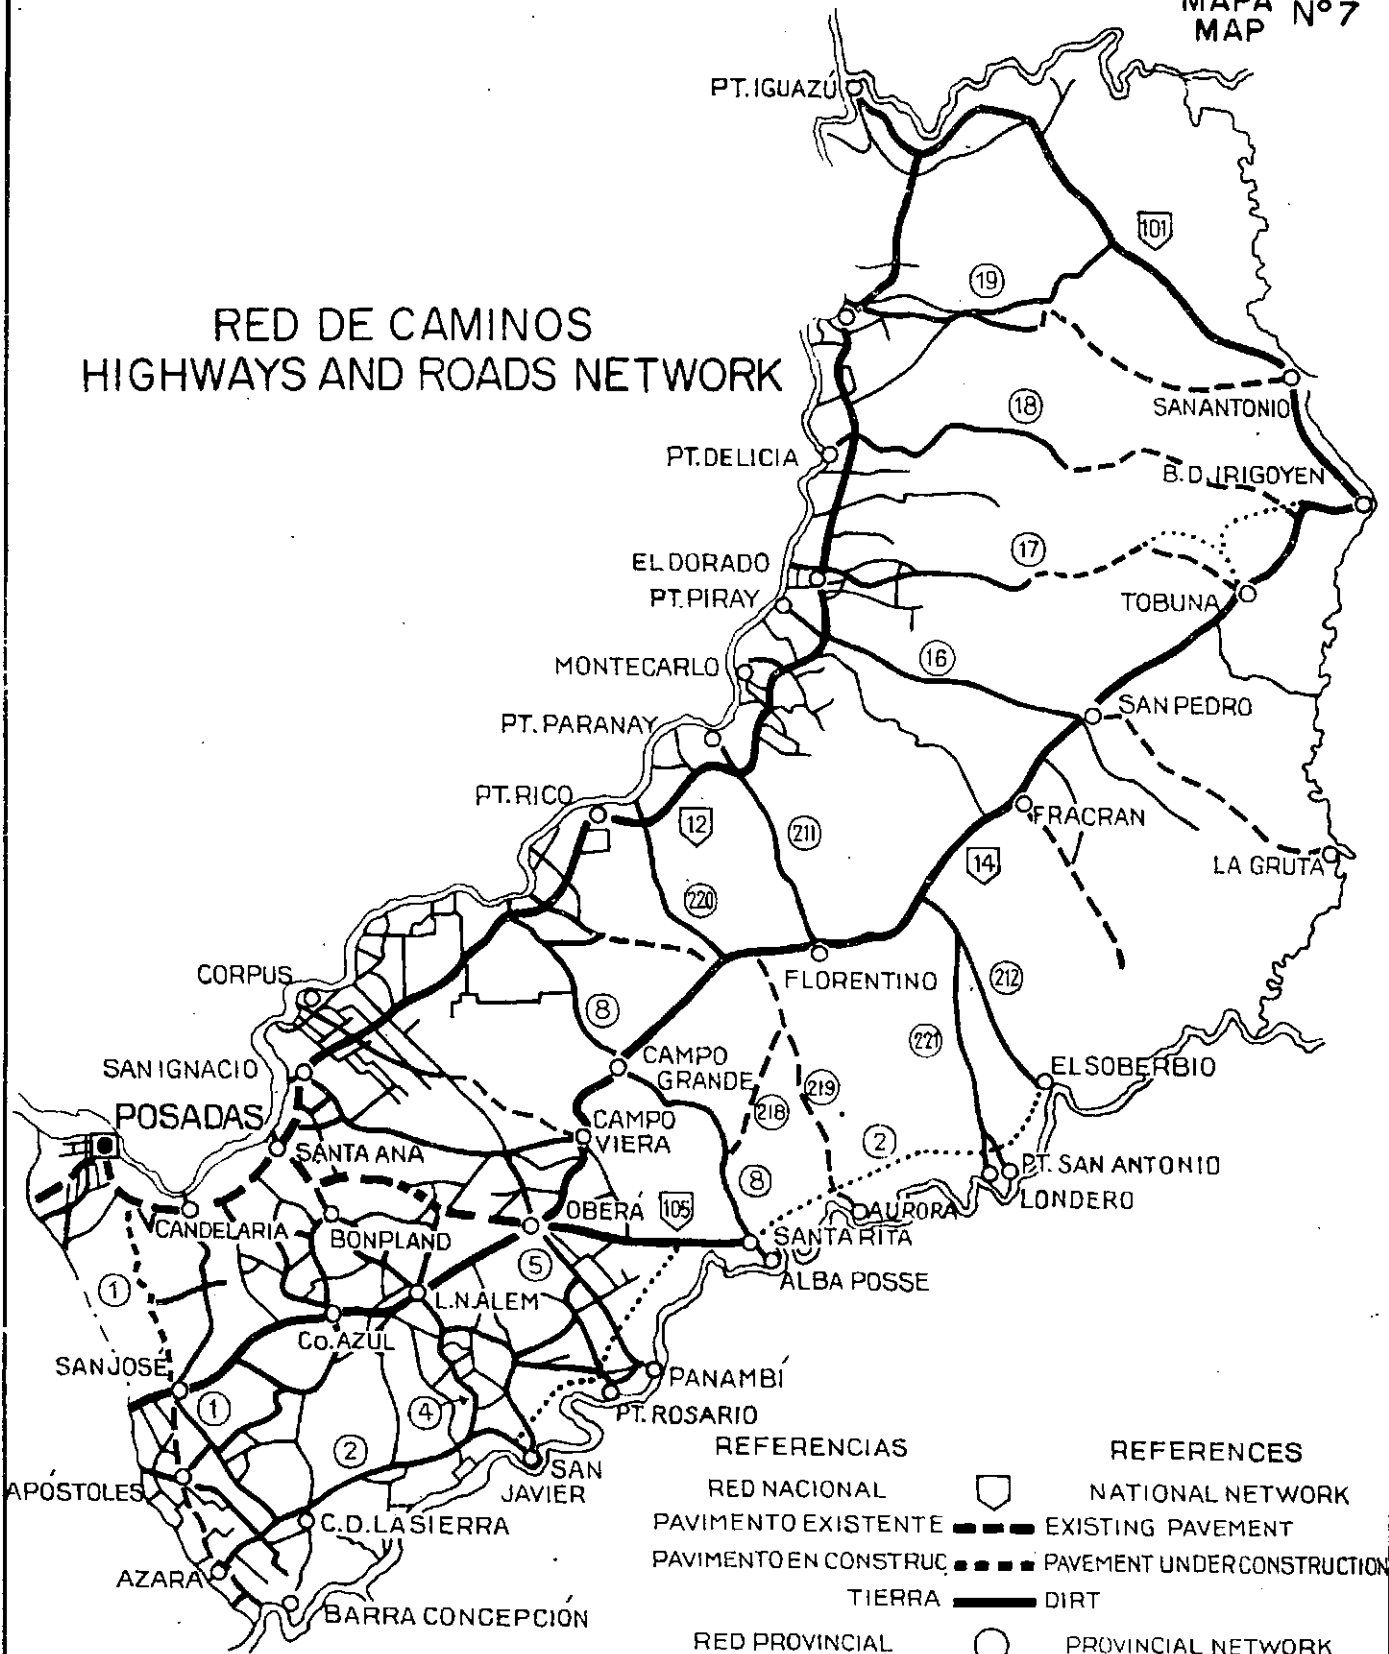 MAPA
MAP Nº 7
PT. IGUAZÚ
101
19
RED DE CAMINOS
HIGHWAYS AND ROADS NETWORK
SAN ANTONIO
18
PT. DELICIA
B. D. IRIGOYEN
17
EL DORADO
PT. PIRAY
TOBUNA
16
MONTECARLO
SAN PEDRO
PT. PARANAY
PT. RICO
12
211
FRACRAN
14
LA GRUTA
220
CORPUS
FLORENTINO
212
8
221
CAMPO
GRANDE
SAN IGNACIO
EL SOBERBIO
POSADAS
CAMPO
VIERA
218
219
2
SANTA ANA
PT. SAN ANTONIO
8
LONDERO
OBERÁ
105
AURORA
CANDELARIA
BONPLAND
SANTA RITA
5
ALBA POSSE
1
L.N. ALEM
Co. AZUL
SAN JOSÉ
PANAMBÍ
1
4
PT. ROSARIO
2
SAN
JAVIER
APÓSTOLES
C.D. LA SIERRA
AZARA
BARRA CONCEPCIÓN
REFERENCIAS REFERENCES
RED NACIONAL NATIONAL NETWORK
PAVIMENTO EXISTENTE EXISTING PAVEMENT
PAVIMENTO EN CONSTRUC. PAVEMENT UNDER CONSTRUCTION
TIERRA DIRT
RED PROVINCIAL PROVINCIAL NETWORK